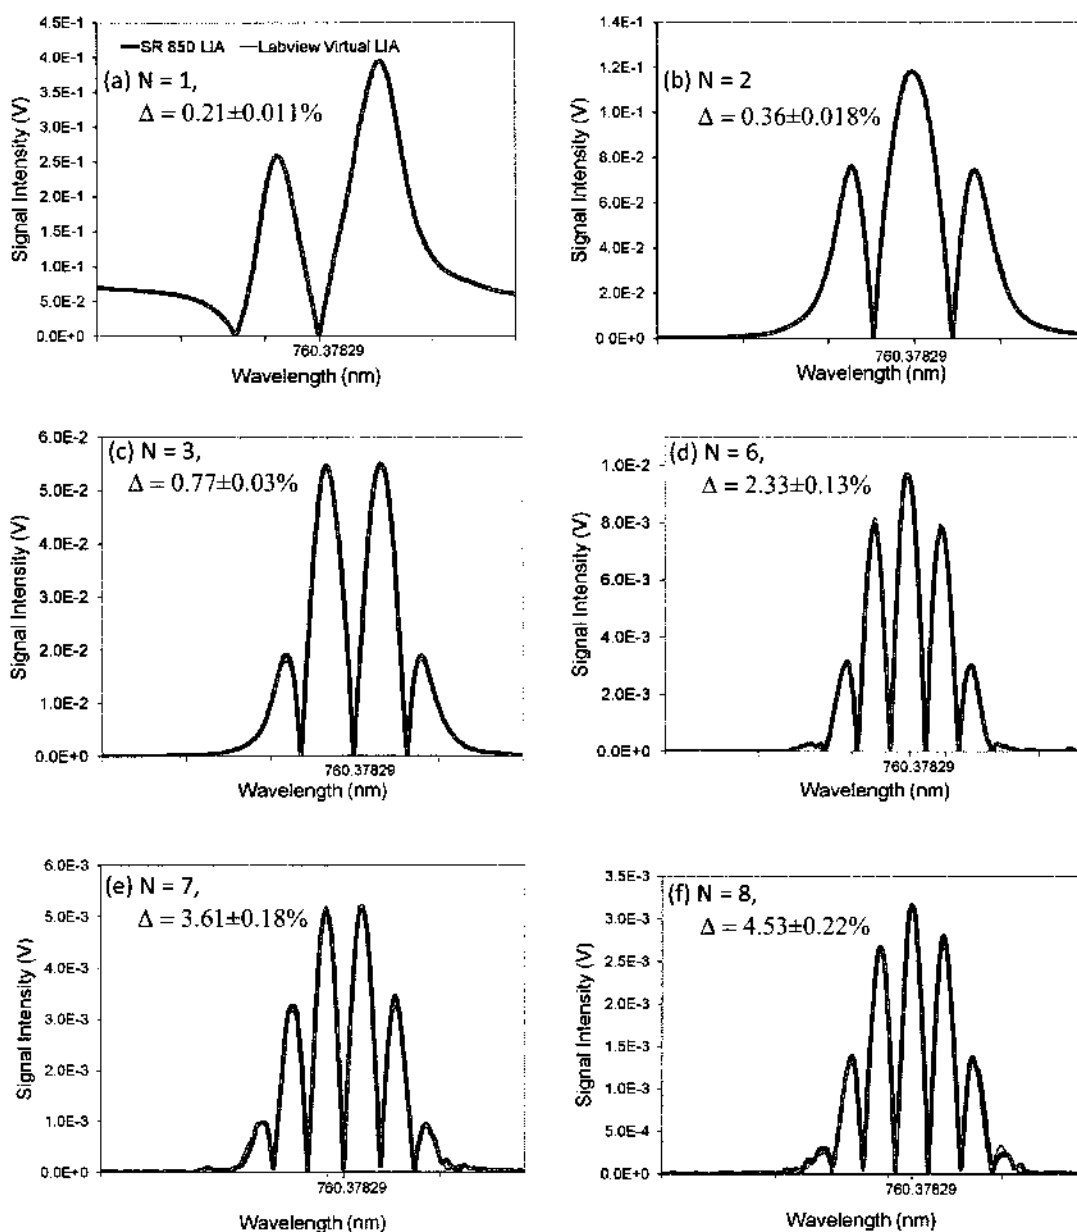 4.5E-1
4.0E-1
3.5E-1
3.0E-1
2.5E-1
2.0E-1
1.5E-1
1.0E-1
5.0E-2
0.0E+0
Signal Intensity (V)
SR 850 LIA
Labview Virtual LIA
(a) N = 1,
Δ = 0.21±0.011%
760.37829
Wavelength (nm)
1.4E-1
1.2E-1
1.0E-1
8.0E-2
6.0E-2
4.0E-2
2.0E-2
0.0E+0
Signal Intensity (V)
(b) N = 2
Δ = 0.36±0.018%
760.37829
Wavelength (nm)
6.0E-2
5.0E-2
4.0E-2
3.0E-2
2.0E-2
1.0E-2
0.0E+0
Signal Intensity (V)
(c) N = 3,
Δ = 0.77±0.03%
760.37829
Wavelength (nm)
1.0E-2
8.0E-3
6.0E-3
4.0E-3
2.0E-3
0.0E+0
Signal Intensity (V)
(d) N = 6,
Δ = 2.33±0.13%
760.37829
Wavelength (nm)
6.0E-3
5.0E-3
4.0E-3
3.0E-3
2.0E-3
1.0E-3
0.0E+0
Signal Intensity (V)
(e) N = 7,
Δ = 3.61±0.18%
760.37829
Wavelength (nm)
3.5E-3
3.0E-3
2.5E-3
2.0E-3
1.5E-3
1.0E-3
5.0E-4
0.0E+0
Signal Intensity (V)
(f) N = 8,
Δ = 4.53±0.22%
760.37829
Wavelength (nm)